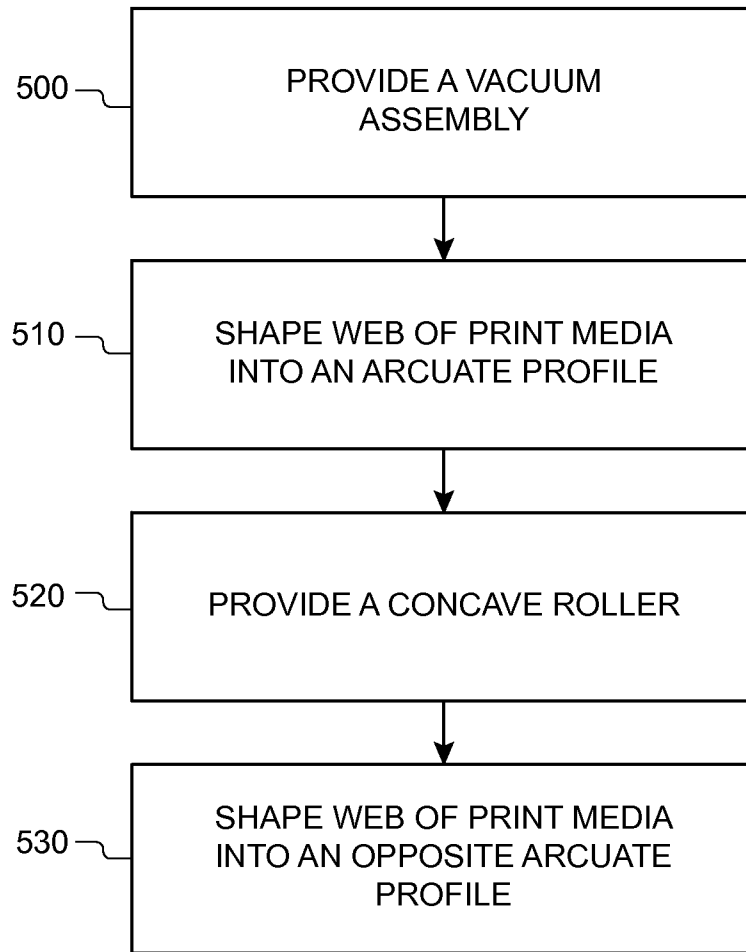 500
PROVIDE A VACUUM
ASSEMBLY
510
SHAPE WEB OF PRINT MEDIA
INTO AN ARCUATE PROFILE
520
PROVIDE A CONCAVE ROLLER
530
SHAPE WEB OF PRINT MEDIA
INTO AN OPPOSITE ARCUATE
PROFILE